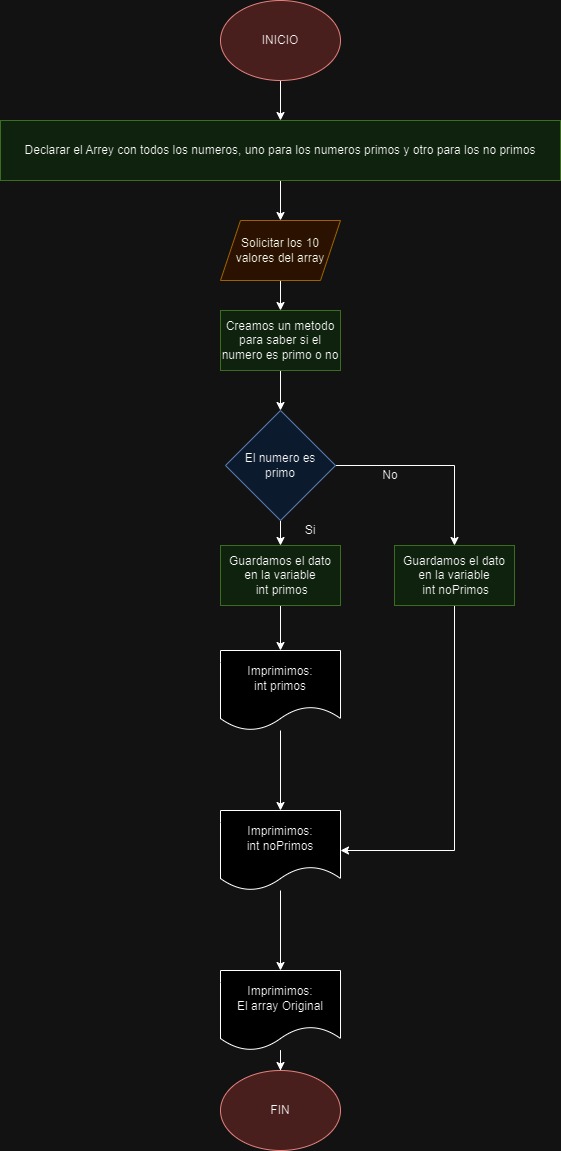 INICIO
Declarar el Arrey con todos los numeros, uno para los numeros primos y otro para los no primos
Solicitar los 10
valores del array
Creamos un metodo
para saber si el
numero es primo o no
El numero es
primo
No
Si
Guardamos el dato
en la variable
int primos
Guardamos el dato
en la variable
int noPrimos
Imprimimos:
int primos
Imprimimos:
int noPrimos
Imprimimos:
El array Original
FIN